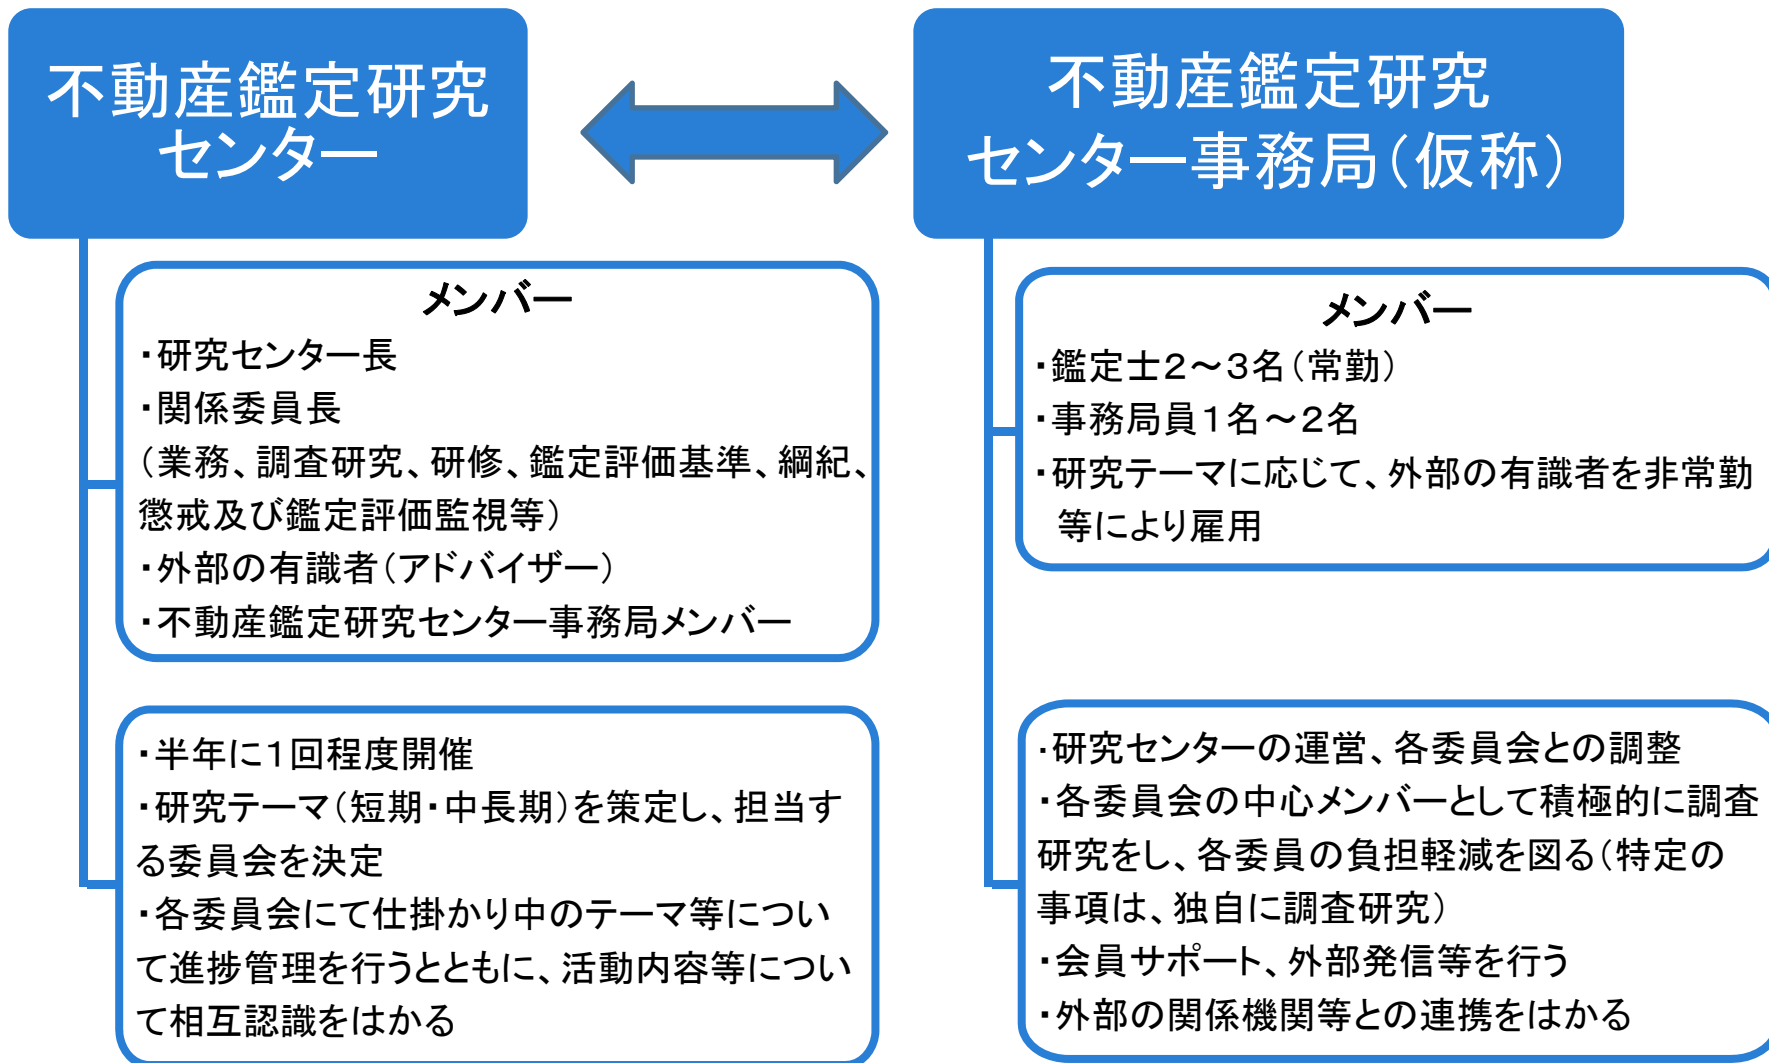 不動産鑑定研究
センター
メンバー
・研究センター長
・関係委員長
（業務、調査研究、研修、鑑定評価基準、綱紀、
懲戒及び鑑定評価監視等）
・外部の有識者（アドバイザー）
・不動産鑑定研究センター事務局メンバー
・半年に１回程度開催
・研究テーマ（短期・中長期）を策定し、担当す
る委員会を決定
・各委員会にて仕掛かり中のテーマ等につい
て進捗管理を行うとともに、活動内容等につい
て相互認識をはかる
不動産鑑定研究
センター事務局（仮称）
メンバー
・鑑定士２～３名（常勤）
・事務局員１名～２名
・研究テーマに応じて、外部の有識者を非常勤
等により雇用
・研究センターの運営、各委員会との調整
・各委員会の中心メンバーとして積極的に調査
研究をし、各委員の負担軽減を図る（特定の
事項は、独自に調査研究）
・会員サポート、外部発信等を行う
・外部の関係機関等との連携をはかる